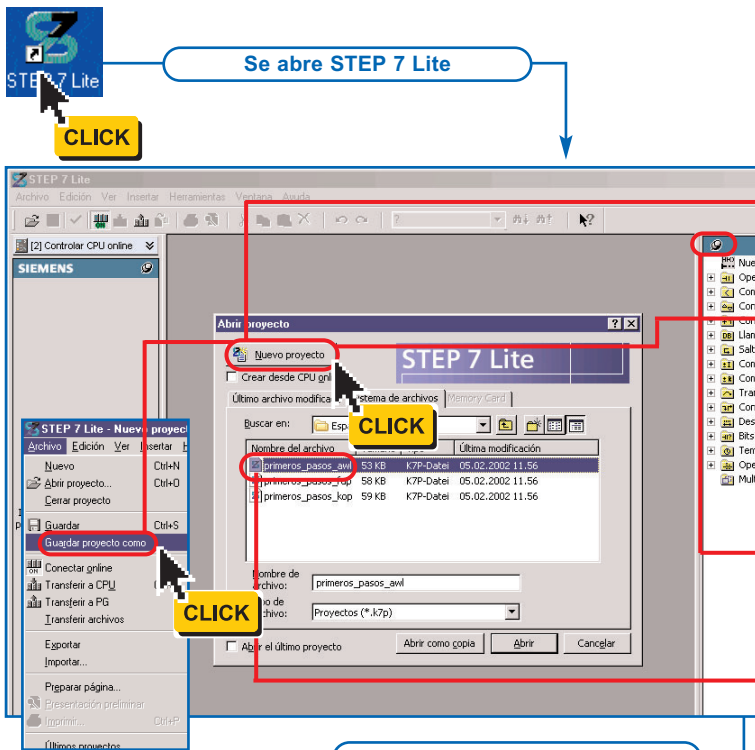 STEP 7 Lite
CLICK
Se abre STEP 7 Lite
STEP 7 Lite
Archivo Edición Ver Insertar Herramientas Ventana Ayuda
?
[2] Controlar CPU online
SIEMENS
Abrir proyecto
Nuevo proyecto
STEP 7 Lite
Crear desde CPU
Último archivo
de archivos
Memory Card
CLICK
Buscar en:
Nombre del archivo
Última modificación
primeros_pasos_awl 53 KB K7P-Datei 05.02.2002 11.56
primeros_pasos_fup 58 KB K7P-Datei 05.02.2002 11.56
primeros_pasos_kop 59 KB K7P-Datei 05.02.2002 11.56
Nombre de
archivo:
primeros_pasos_awl
Proyectos (*.k7p)
Abrir el último proyecto
Abrir como copia
Abrir
Cancelar
STEP 7 Lite - Nuevo
Archivo Edición Ver Insertar
Nuevo Ctrl+N
Abrir proyecto... Ctrl+O
Cerrar proyecto
Guardar Ctrl+S
Guardar proyecto como
Conectar online
Transferir a CPU
Transferir a PG
Transferir archivos
Exportar
Importar...
Preparar página...
Presentación preliminar
Imprimir... Ctrl+P
Últimos proyectos
CLICK